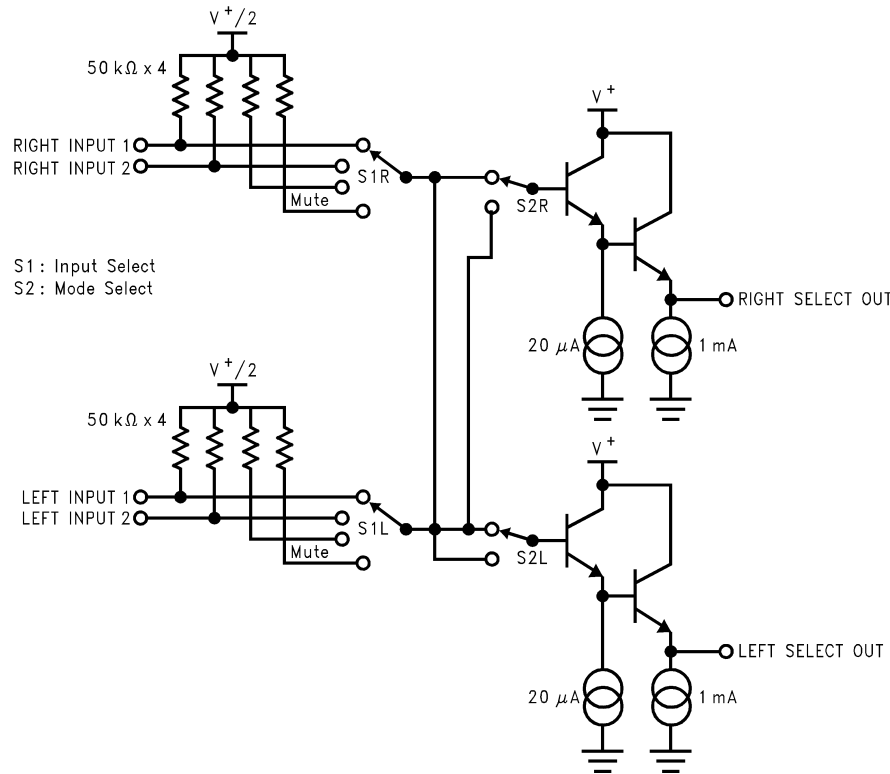 V+/2
50 kΩ x 4
V+
RIGHT INPUT 1
RIGHT INPUT 2
S1R
S2R
Mute
S1: Input Select
S2: Mode Select
RIGHT SELECT OUT
20 μA
1 mA
V+/2
50 kΩ x 4
V+
LEFT INPUT 1
LEFT INPUT 2
S1L
S2L
Mute
LEFT SELECT OUT
20 μA
1 mA